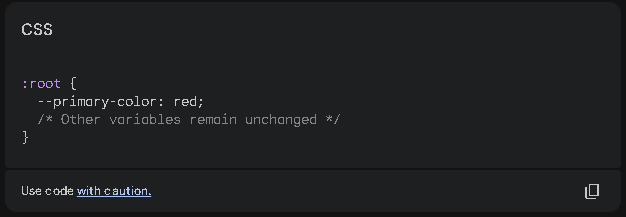 CSS
:root {
--primary-color: red;
/* Other variables remain unchanged */
}
Use code with caution.